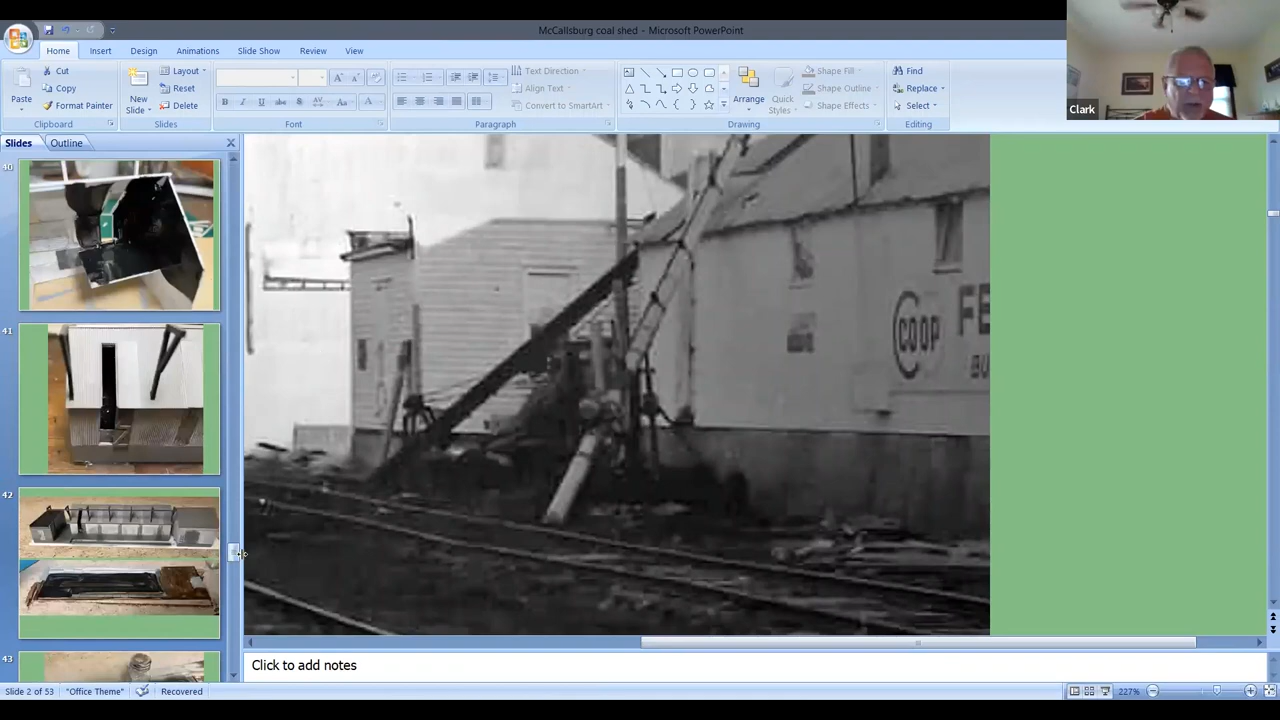 McCallsburg coal shed - Microsoft PowerPoint
Home Insert Design Animations Slide Show Review View
Cut Layout Text Direction Shape Fill Find
Copy Reset Align Text Shape Outline Replace
Paste Format Painter New Slide Delete Convert to SmartArt Arrange Quick Styles Shape Effects Select
Clipboard Slides Font Paragraph Drawing Editing
Clark
Slides Outline
40
41
42
43
COOP FE
BU
Click to add notes
Slide 2 of 53 "Office Theme" Recovered 227%